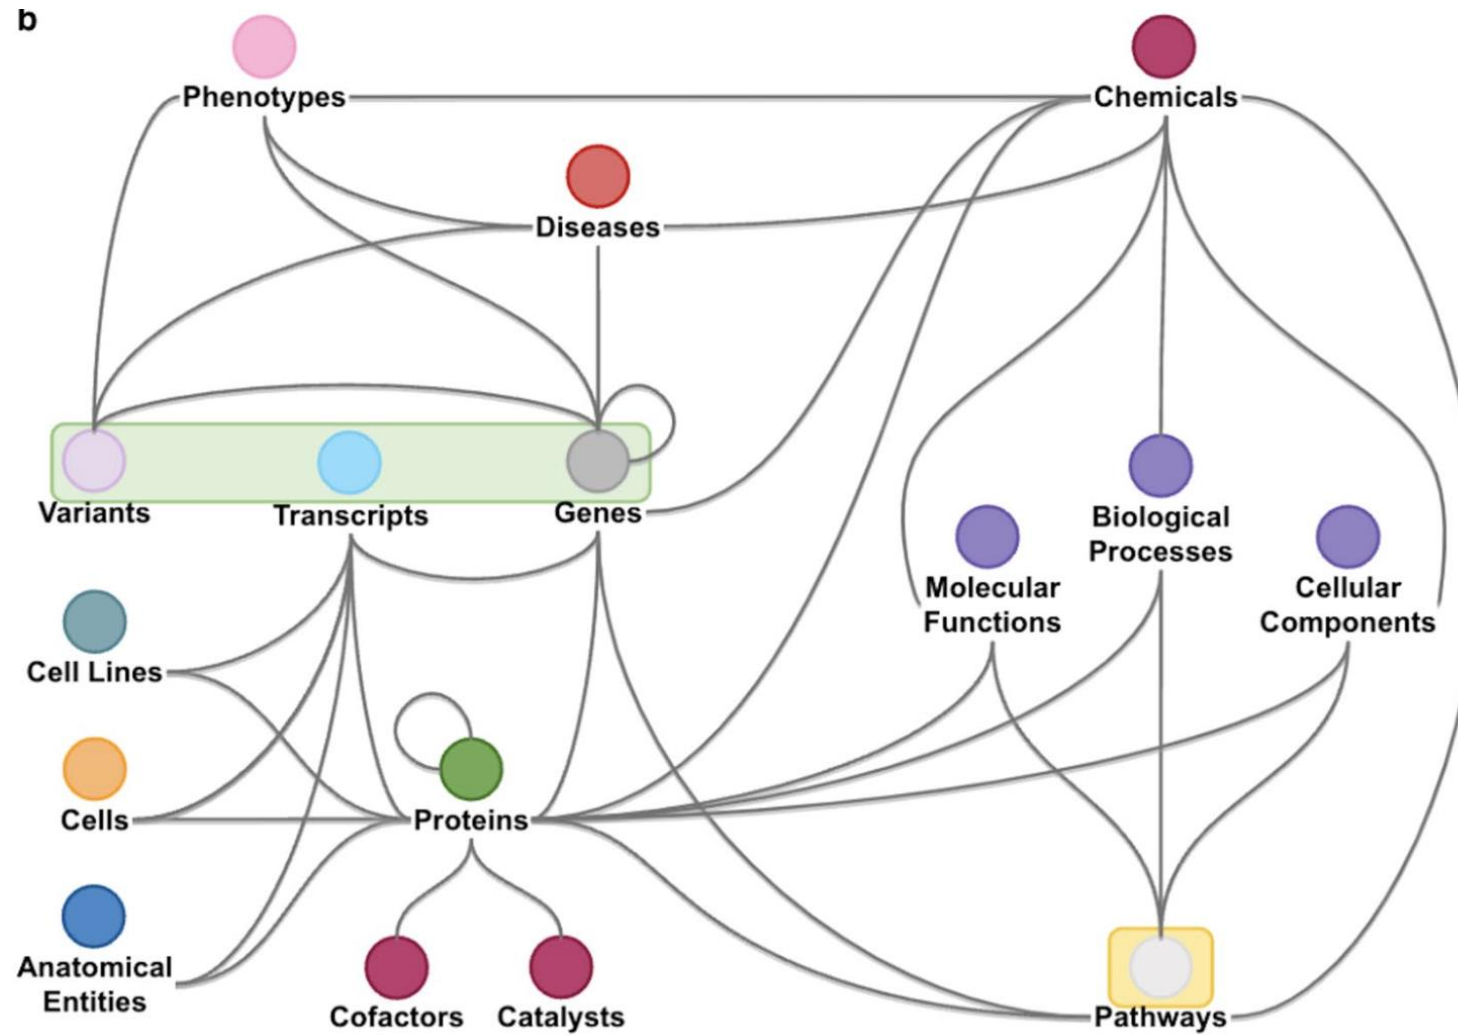 b
Phenotypes
Chemicals
Diseases
Variants
Transcripts
Genes
Biological
Processes
Molecular
Functions
Cellular
Components
Cell Lines
Cells
Proteins
Anatomical
Entities
Cofactors
Catalysts
Pathways